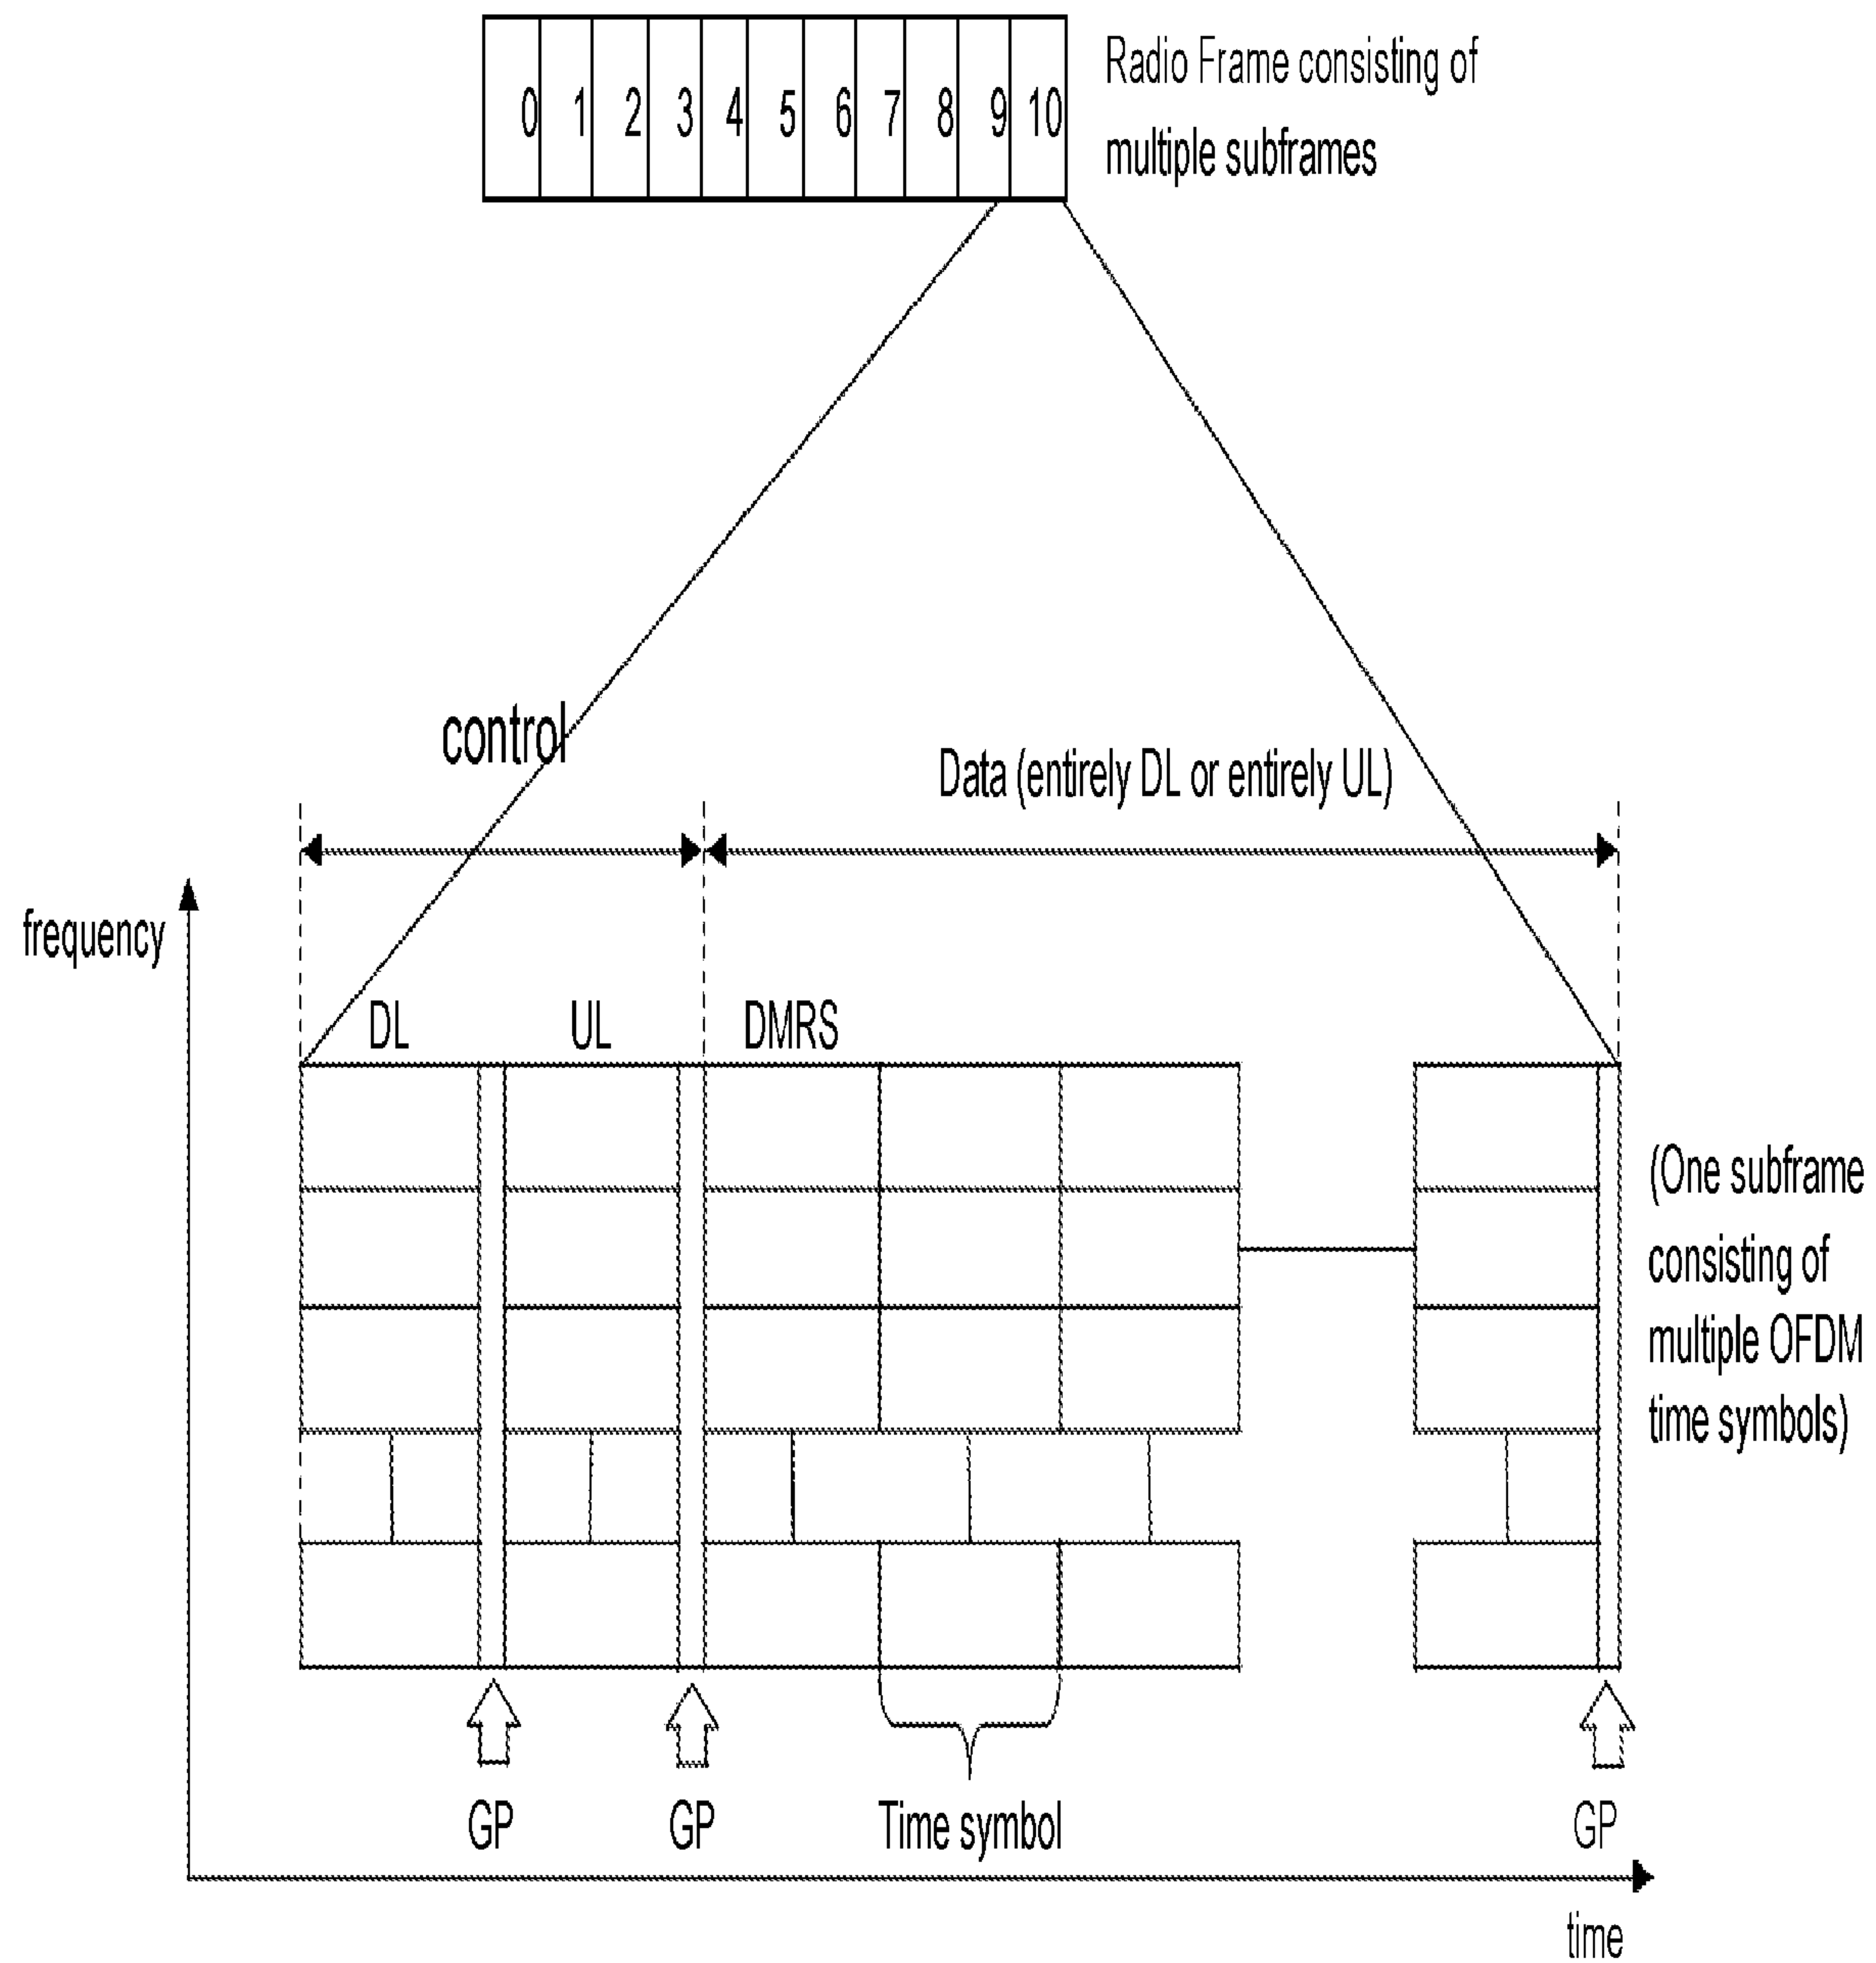 0 1 2 3 4 5 6 7 8 9 10
Radio Frame consisting of
multiple subframes
control
Data (entirely DL or entirely UL)
frequency
DL UL DMRS
(One subframe
consisting of
multiple OFDM
time symbols)
GP GP Time symbol GP
time